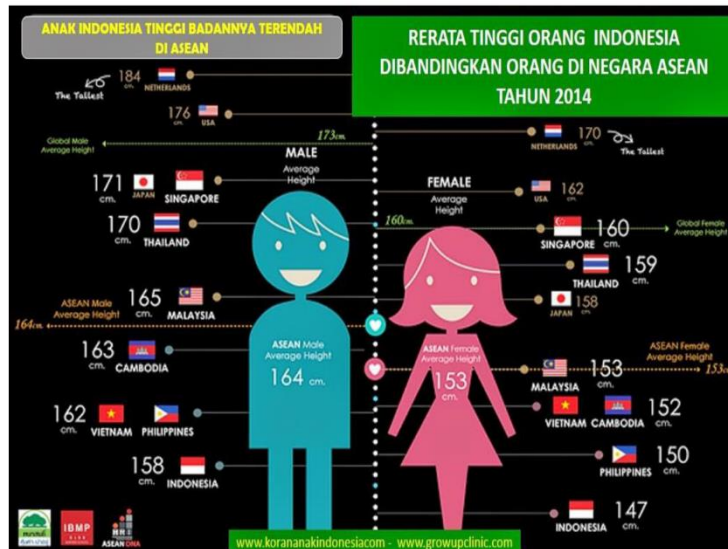 ANAK INDONESIA TINGGI BADANNYA TERENDAH
DI ASEAN
RERATA TINGGI ORANG INDONESIA
DIBANDINGKAN ORANG DI NEGARA ASEAN
TAHUN 2014
184
cm.
NETHERLANDS
The Tallest
176
cm.
USA
173cm.
Global Male
Average Height
MALE
Average
Height
171
cm.
JAPAN
SINGAPORE
170
cm.
THAILAND
165
cm.
MALAYSIA
ASEAN Male
Average Height
164cm.
163
cm.
CAMBODIA
162
cm.
VIETNAM
PHILIPPINES
158
cm.
INDONESIA
ASEAN Male
Average Height
164 cm.
NETHERLANDS
170
cm.
The Tallest
FEMALE
Average
Height
USA
162
cm.
160cm.
Global Female
Average Height
SINGAPORE
160
cm.
THAILAND
159
cm.
JAPAN
158
cm.
ASEAN Female
Average Height
153
cm.
ASEAN Female
Average Height
153c
MALAYSIA
153
cm.
VIETNAM
CAMBODIA
152
cm.
PHILIPPINES
150
cm.
INDONESIA
147
cm.
IBMP
ASEAN DNA
www.korananakindonesiacom - www.growupclinic.com